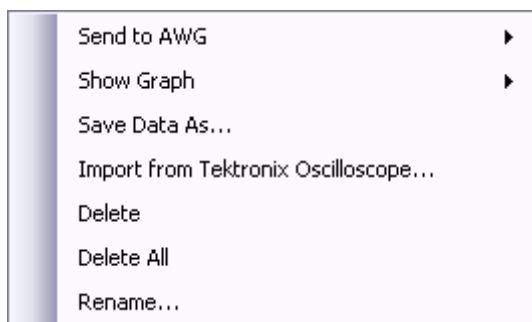 Send to AWG
Show Graph
Save Data As...
Import from Tektronix Oscilloscope...
Delete
Delete All
Rename...